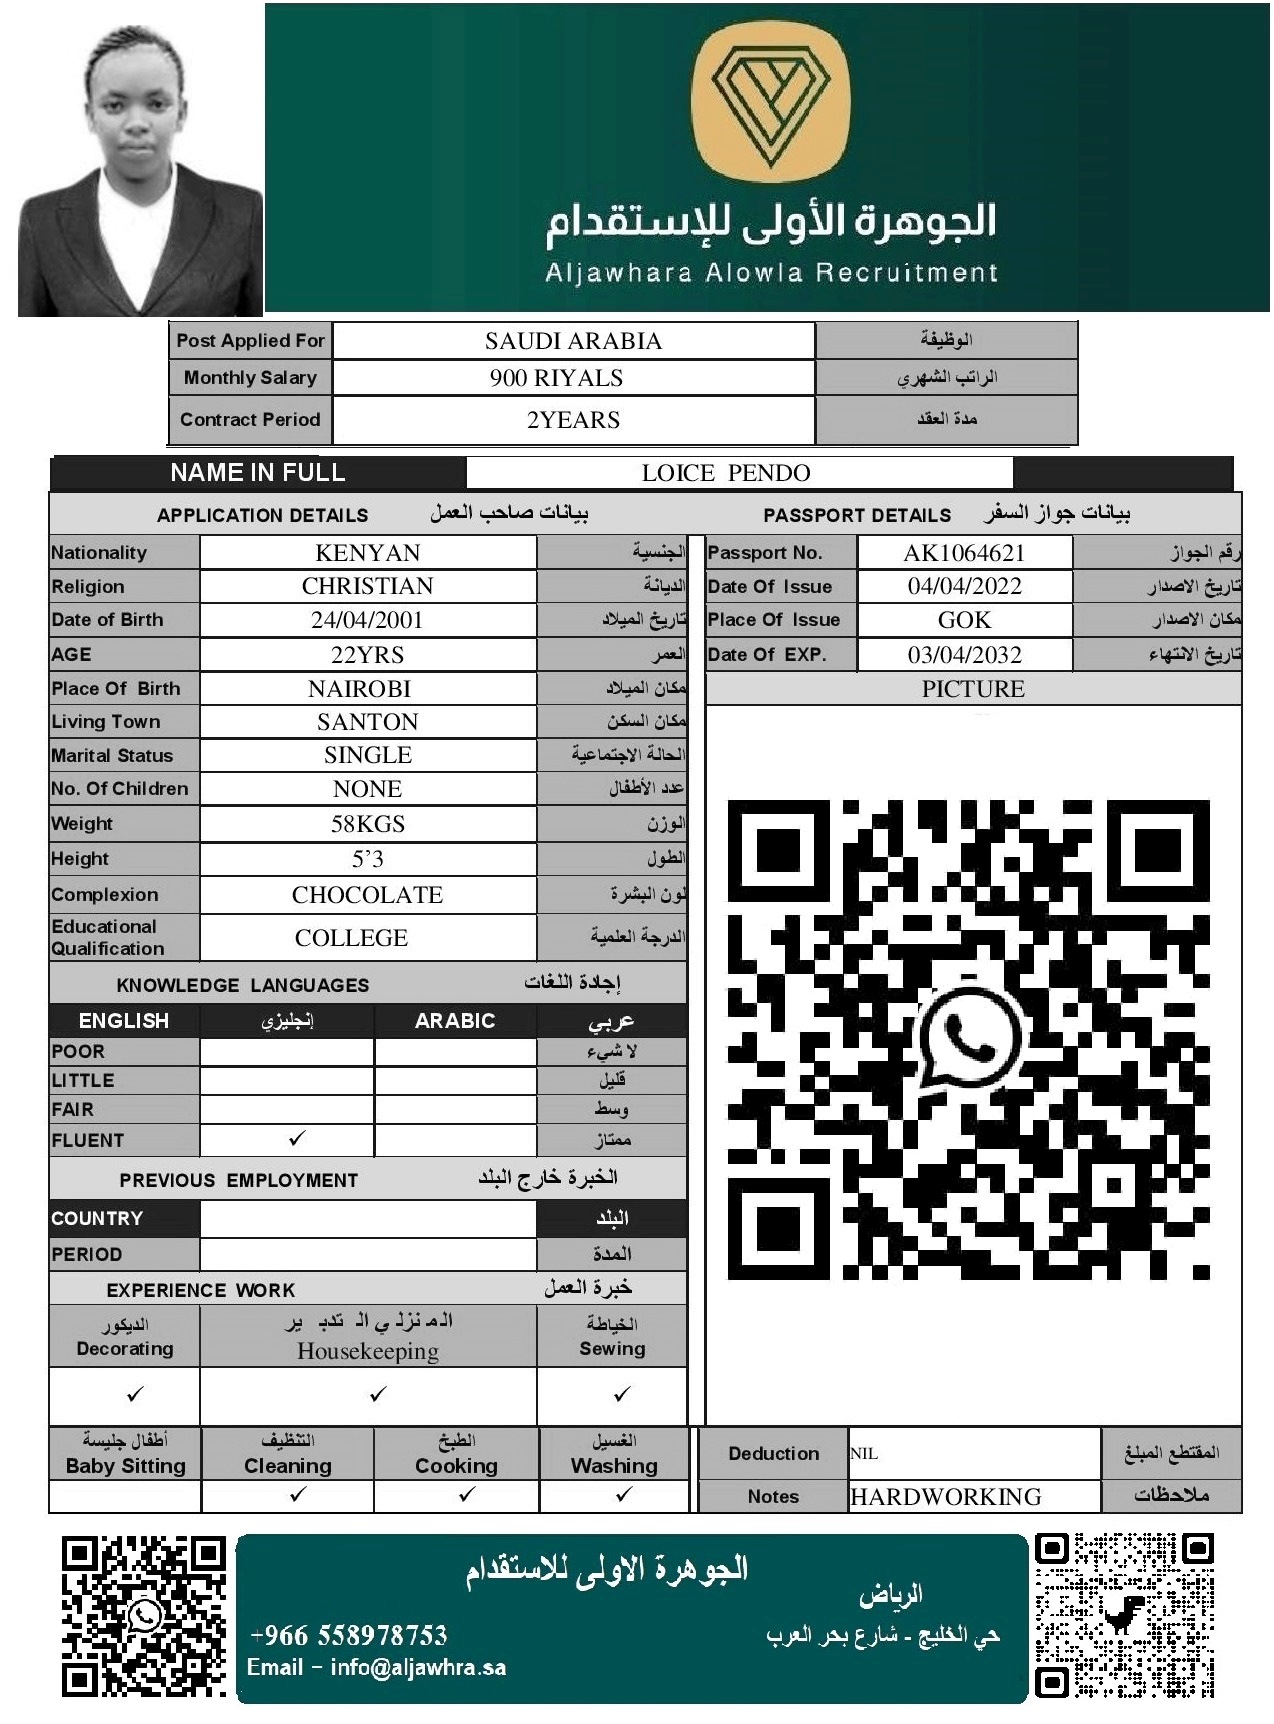 الجوهرة الأولى للإستقدام
Aljawhara Alowla Recruitment
Post Applied For SAUDI ARABIA الوظيفة
Monthly Salary 900 RIYALS الراتب الشهري
Contract Period 2YEARS مدة العقد
NAME IN FULL LOICE PENDO
APPLICATION DETAILS بيانات صاحب العمل
Nationality KENYAN الجنسية
Religion CHRISTIAN الديانة
Date of Birth 24/04/2001 تاريخ الميلاد
AGE 22YRS العمر
Place Of Birth NAIROBI مكان الميلاد
Living Town SANTON مكان السكن
Marital Status SINGLE الحالة الاجتماعية
No. Of Children NONE عدد الأطفال
Weight 58KGS الوزن
Height 5’3 الطول
Complexion CHOCOLATE لون البشرة
Educational Qualification COLLEGE الدرجة العلمية
PASSPORT DETAILS بيانات جواز السفر
Passport No. AK1064621 رقم الجواز
Date Of Issue 04/04/2022 تاريخ الاصدار
Place Of Issue GOK مكان الاصدار
Date Of EXP. 03/04/2032 تاريخ الانتهاء
PICTURE
KNOWLEDGE LANGUAGES إجادة اللغات
ENGLISH إنجليزي ARABIC عربي
POOR لا شيء
LITTLE قليل
FAIR وسط
FLUENT ✓ ممتاز
PREVIOUS EMPLOYMENT الخبرة خارج البلد
COUNTRY البلد
PERIOD المدة
EXPERIENCE WORK خبرة العمل
الديكور المنزلي التدبير الخياطة
Decorating Housekeeping Sewing
✓ ✓ ✓
أطفال جليسة التنظيف الطبخ الغسيل
Baby Sitting Cleaning Cooking Washing
✓ ✓ ✓
Deduction NIL المقتطع المبلغ
Notes HARDWORKING ملاحظات
الجوهرة الاولى للاستقدام
الرياض
حي الخليج - شارع بحر العرب
+966 558978753
Email – info@aljawhra.sa